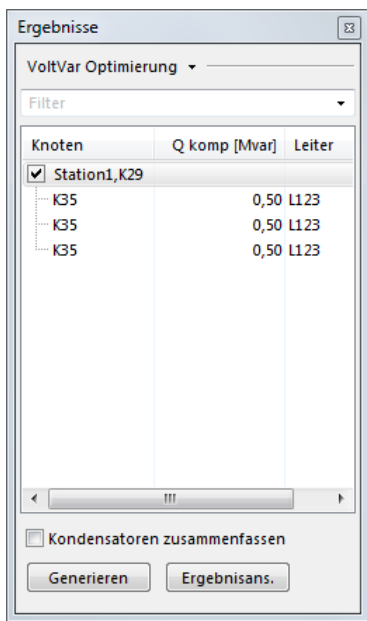 Ergebnisse
VoltVar Optimierung
Filter
Knoten Q komp [Mvar] Leiter
Station1,K29
K35 0,50 L123
K35 0,50 L123
K35 0,50 L123
Kondensatoren zusammenfassen
Generieren Ergebnisans.